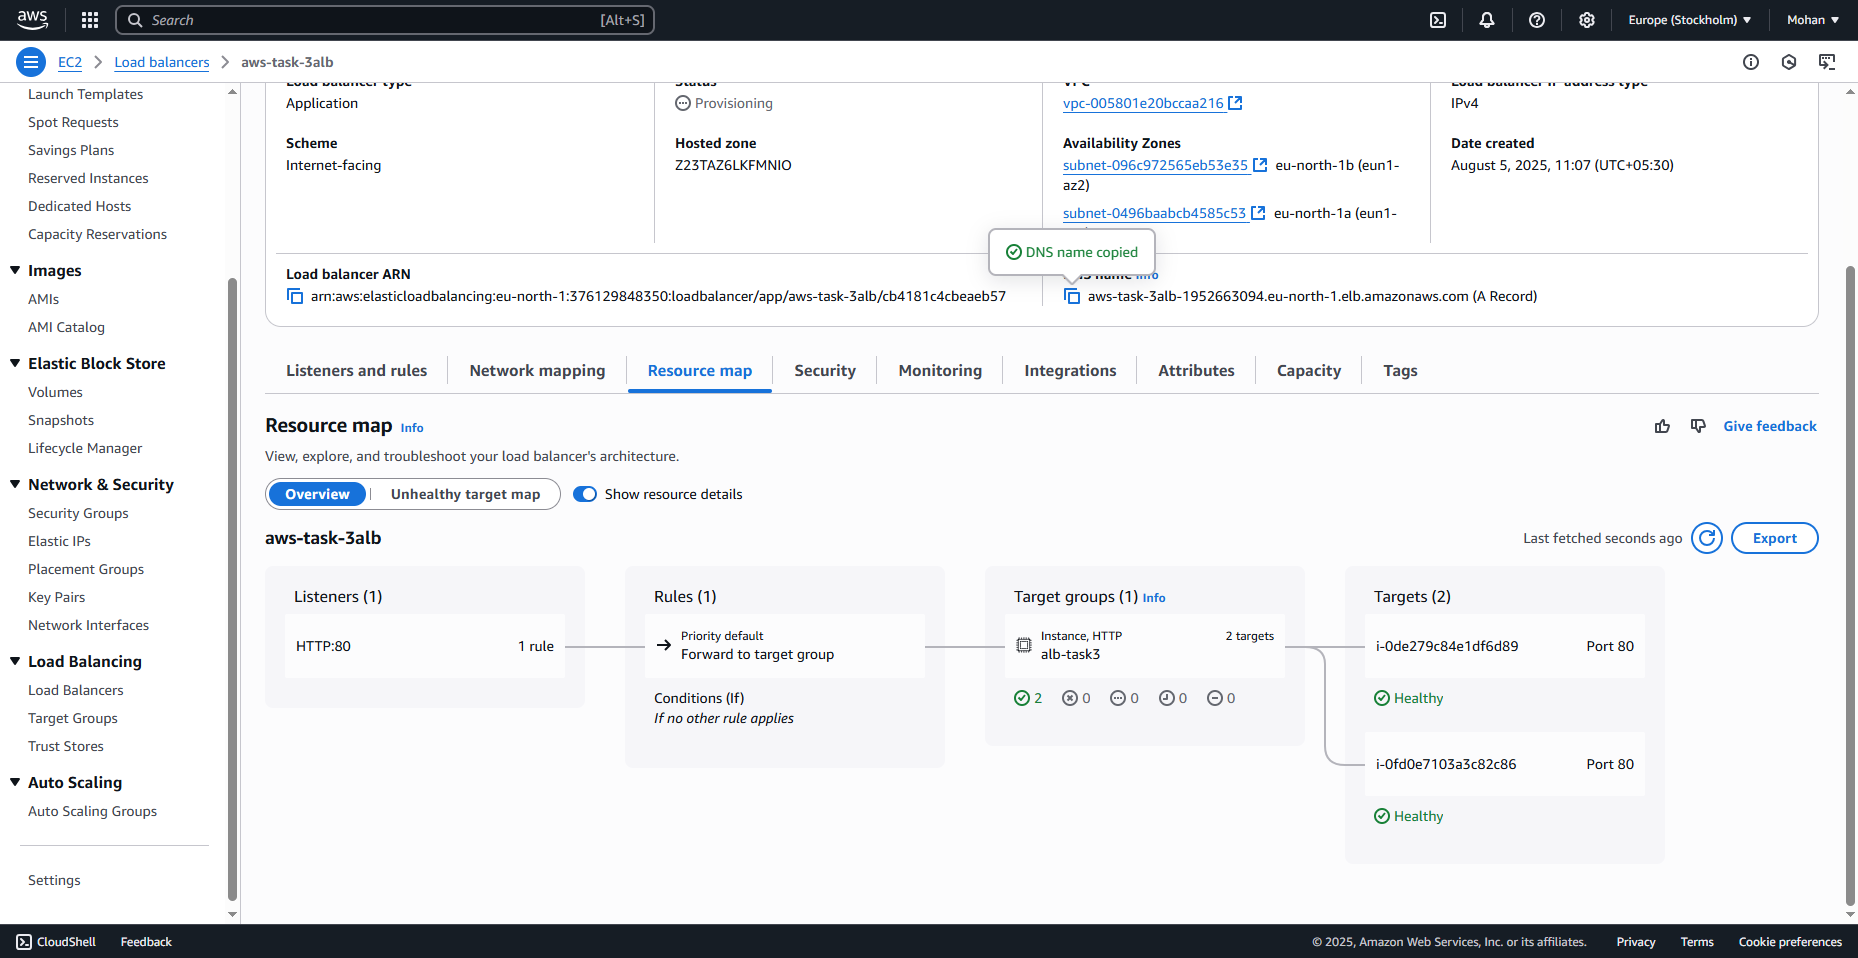 aws
Search
[Alt+S]
Europe (Stockholm)
Mohan
EC2
Load balancers
aws-task-3alb
Launch Templates
Spot Requests
Savings Plans
Reserved Instances
Dedicated Hosts
Capacity Reservations
Images
AMIs
AMI Catalog
Elastic Block Store
Volumes
Snapshots
Lifecycle Manager
Network & Security
Security Groups
Elastic IPs
Placement Groups
Key Pairs
Network Interfaces
Load Balancing
Load Balancers
Target Groups
Trust Stores
Auto Scaling
Auto Scaling Groups
Settings
Load balancer type
Application
Status
Provisioning
VPC
vpc-005801e20bccaa216
Load balancer IP address type
IPv4
Scheme
Internet-facing
Hosted zone
Z23TAZ6LKFMNIO
Availability Zones
subnet-096c972565eb53e35 eu-north-1b (eun1-
az2)
subnet-0496baabcb4585c53 eu-north-1a (eun1-
Date created
August 5, 2025, 11:07 (UTC+05:30)
DNS name copied
Load balancer ARN
arn:aws:elasticloadbalancing:eu-north-1:376129848350:loadbalancer/app/aws-task-3alb/cb4181c4cbeaeb57
name Info
aws-task-3alb-1952663094.eu-north-1.elb.amazonaws.com (A Record)
Listeners and rules
Network mapping
Resource map
Security
Monitoring
Integrations
Attributes
Capacity
Tags
Resource map Info
Give feedback
View, explore, and troubleshoot your load balancer's architecture.
Overview
Unhealthy target map
Show resource details
aws-task-3alb
Last fetched seconds ago
Export
Listeners (1)
HTTP:80
1 rule
Rules (1)
Priority default
Forward to target group
Conditions (If)
If no other rule applies
Target groups (1) Info
Instance, HTTP
2 targets
alb-task3
2
0
0
0
0
Targets (2)
i-0de279c84e1df6d89
Port 80
Healthy
i-0fd0e7103a3c82c86
Port 80
Healthy
CloudShell
Feedback
© 2025, Amazon Web Services, Inc. or its affiliates.
Privacy
Terms
Cookie preferences